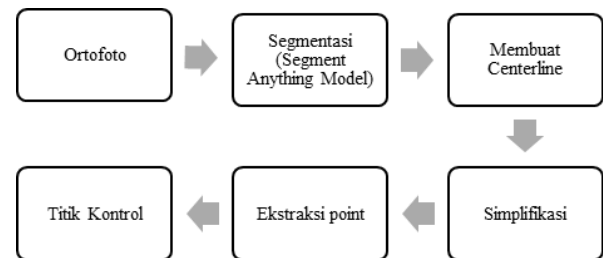 Ortofoto
Segmentasi
(Segment
Anything Model)
Membuat
Centerline
Simplifikasi
Ekstraksi point
Titik Kontrol